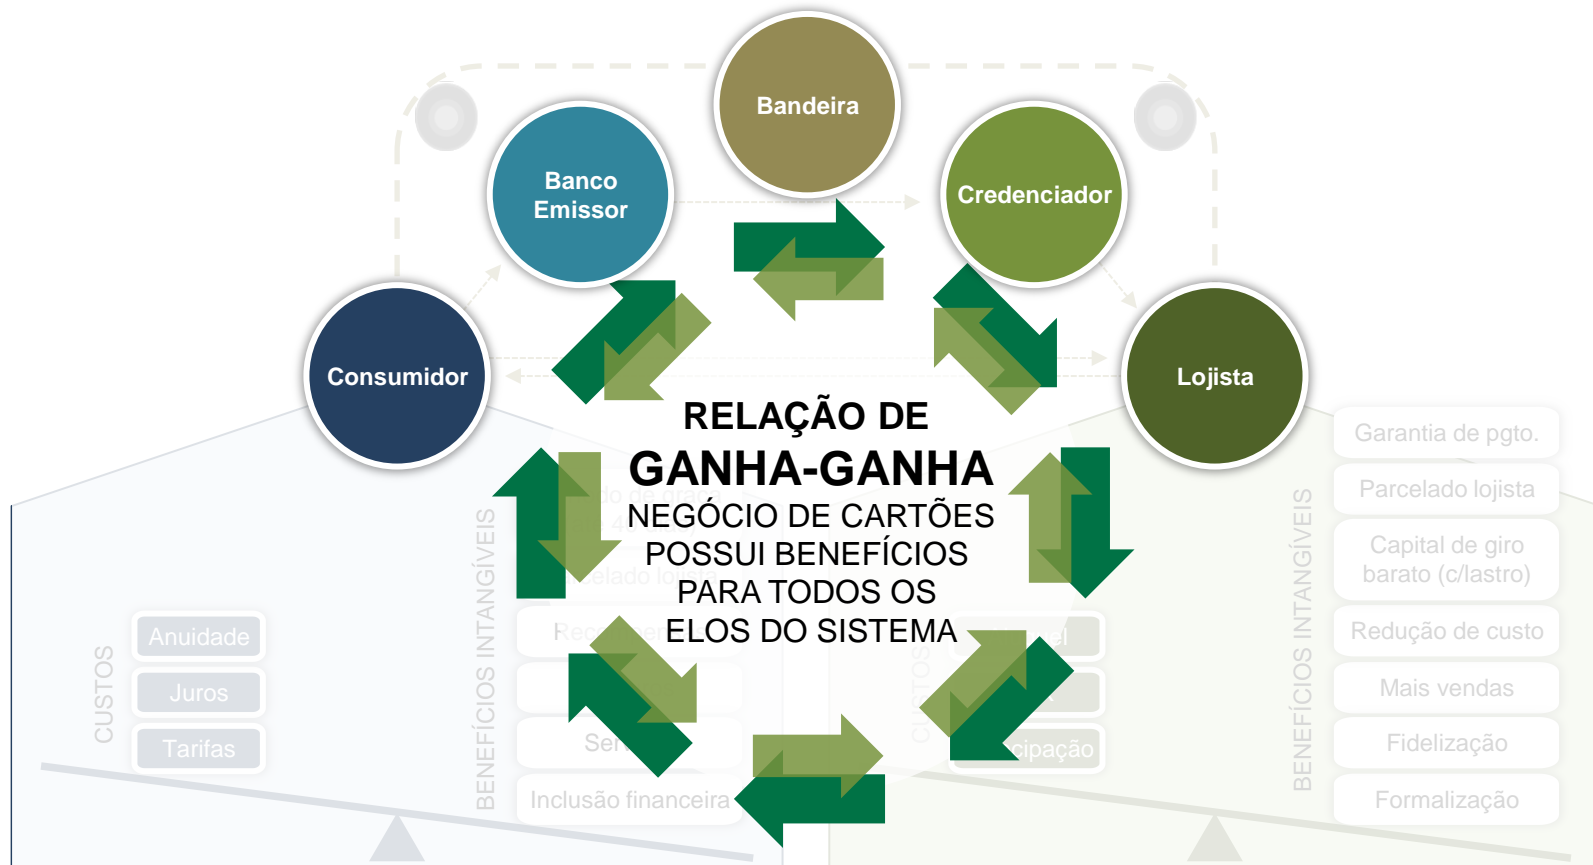 Bandeira
Banco
Emissor
Credenciador
Consumidor
Lojista
RELAÇÃO DE
GANHA-GANHA
NEGÓCIO DE CARTÕES
POSSUI BENEFÍCIOS
PARA TODOS OS
ELOS DO SISTEMA
CUSTOS
Anuidade
Juros
Tarifas
BENEFÍCIOS INTANGÍVEIS
de graça
Inclusão financeira
CUSTOS
BENEFÍCIOS INTANGÍVEIS
Garantia de pgto.
Parcelado lojista
Capital de giro
barato (c/lastro)
Redução de custo
Mais vendas
Fidelização
Formalização